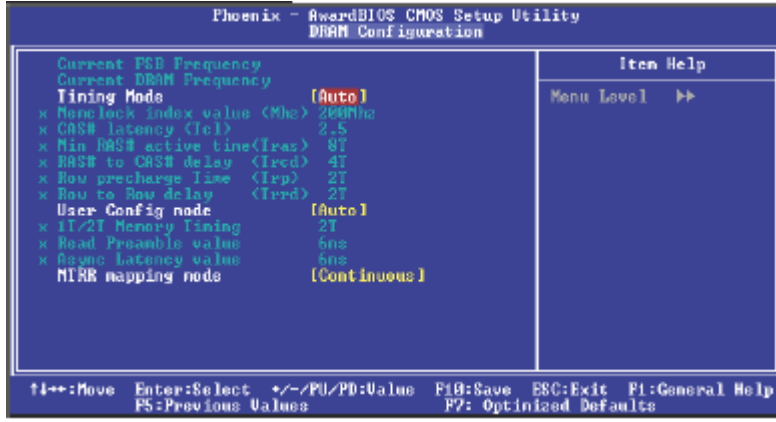 Phoenix - AwardBIOS CMOS Setup Utility
DRAM Configuration
Current FSB Frequency
Current DRAM Frequency
Timing Mode [Auto]
x Memclock index value (Mhz) 200Mhz
x CAS# latency (Tcl) 2.5
x Min RAS# active time(Tras) 8T
x RAS# to CAS# delay (Trcd) 4T
x Row precharge Time (Trp) 2T
x Row to Row delay (Trrd) 2T
User Config mode [Auto]
x 1T/2T Memory Timing 2T
x Read Preamble value 6ns
x Async Latency value 6ns
MTRR mapping mode [Continuous]
Item Help
Menu Level ▶▶
↑↓→←:Move Enter:Select +/-/PU/PD:Value F10:Save ESC:Exit F1:General Help
F5:Previous Values F7: Optimized Defaults